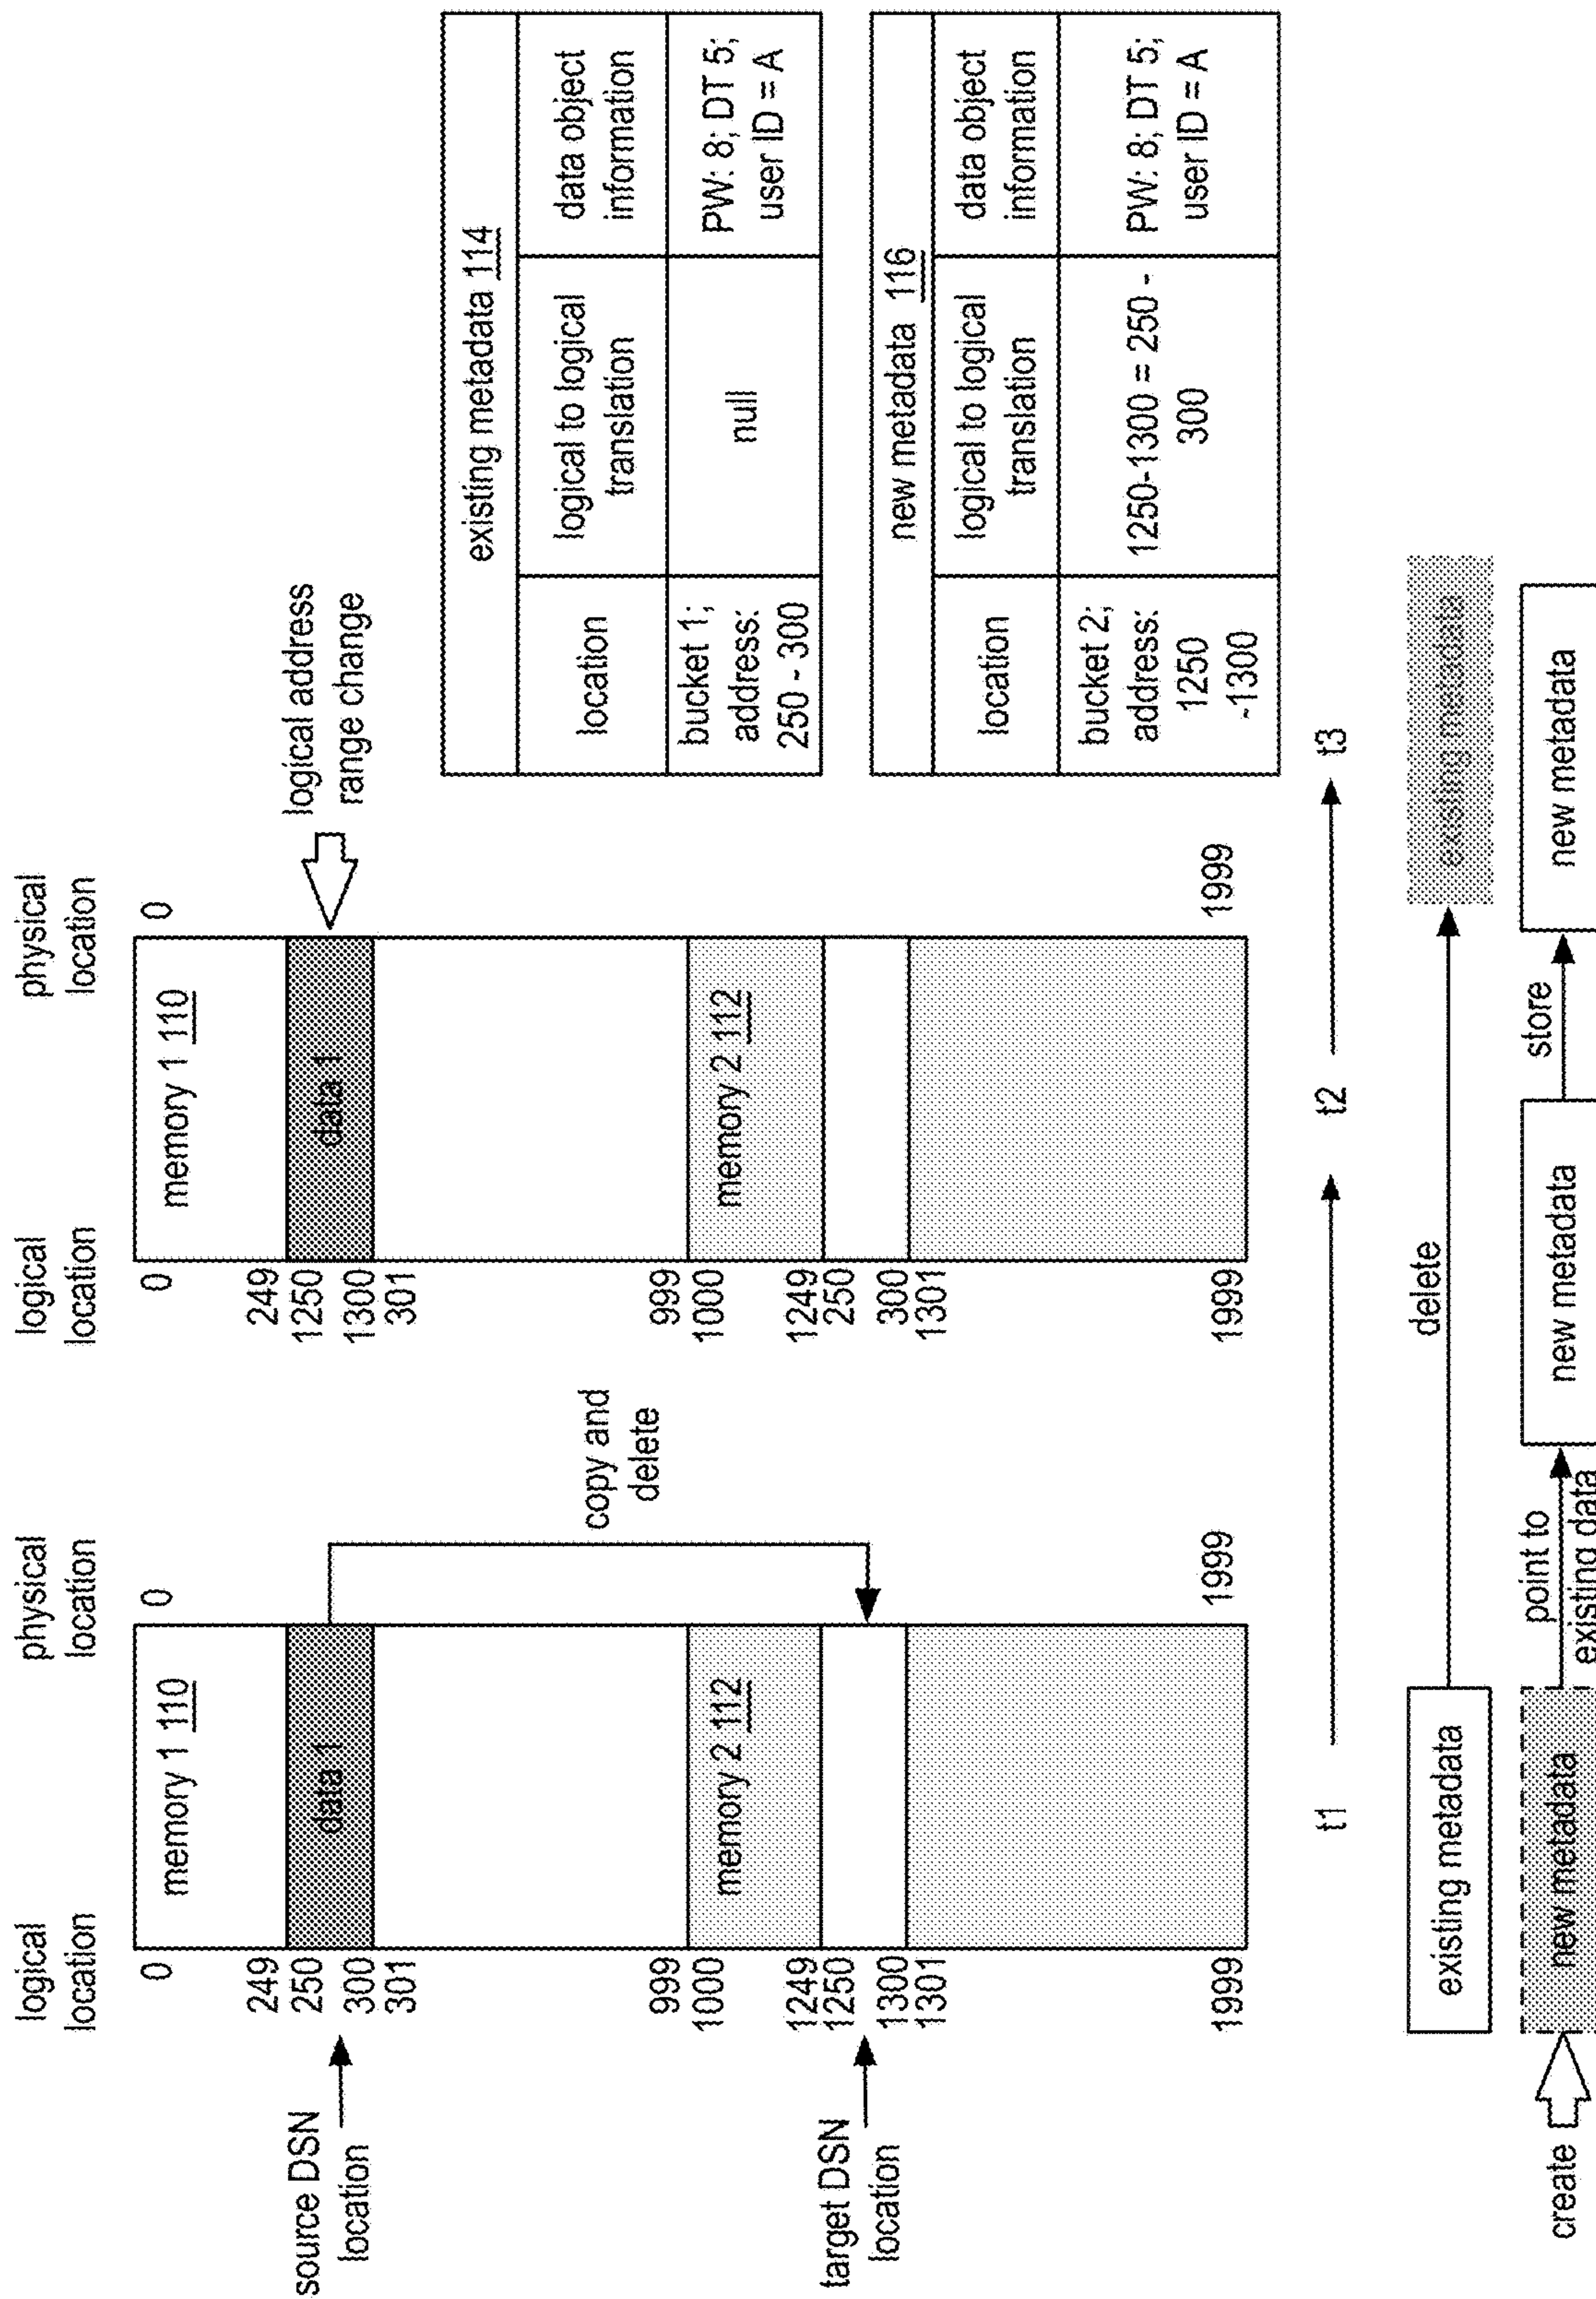 logical
location
physical
location
0
0
memory 1 110
249
250
data 1
300
301
source DSN
location
copy and
delete
999
1000
memory 2 112
1249
1250
1300
1301
target DSN
location
1999
1999
logical
location
physical
location
0
0
memory 1 110
249
1250
data 1
1300
301
logical address
range change
999
1000
memory 2 112
1249
250
300
1301
1999
1999
existing metadata 114
location
logical to logical
translation
data object
information
bucket 1;
address:
250 - 300
null
PW: 8; DT 5;
user ID = A
new metadata 116
location
logical to logical
translation
data object
information
bucket 2;
address:
1250
-1300
1250-1300 = 250 -
300
PW: 8; DT 5;
user ID = A
t1
t2
t3
existing metadata
delete
existing metadata
create
new metadata
point to
existing data
new metadata
store
new metadata